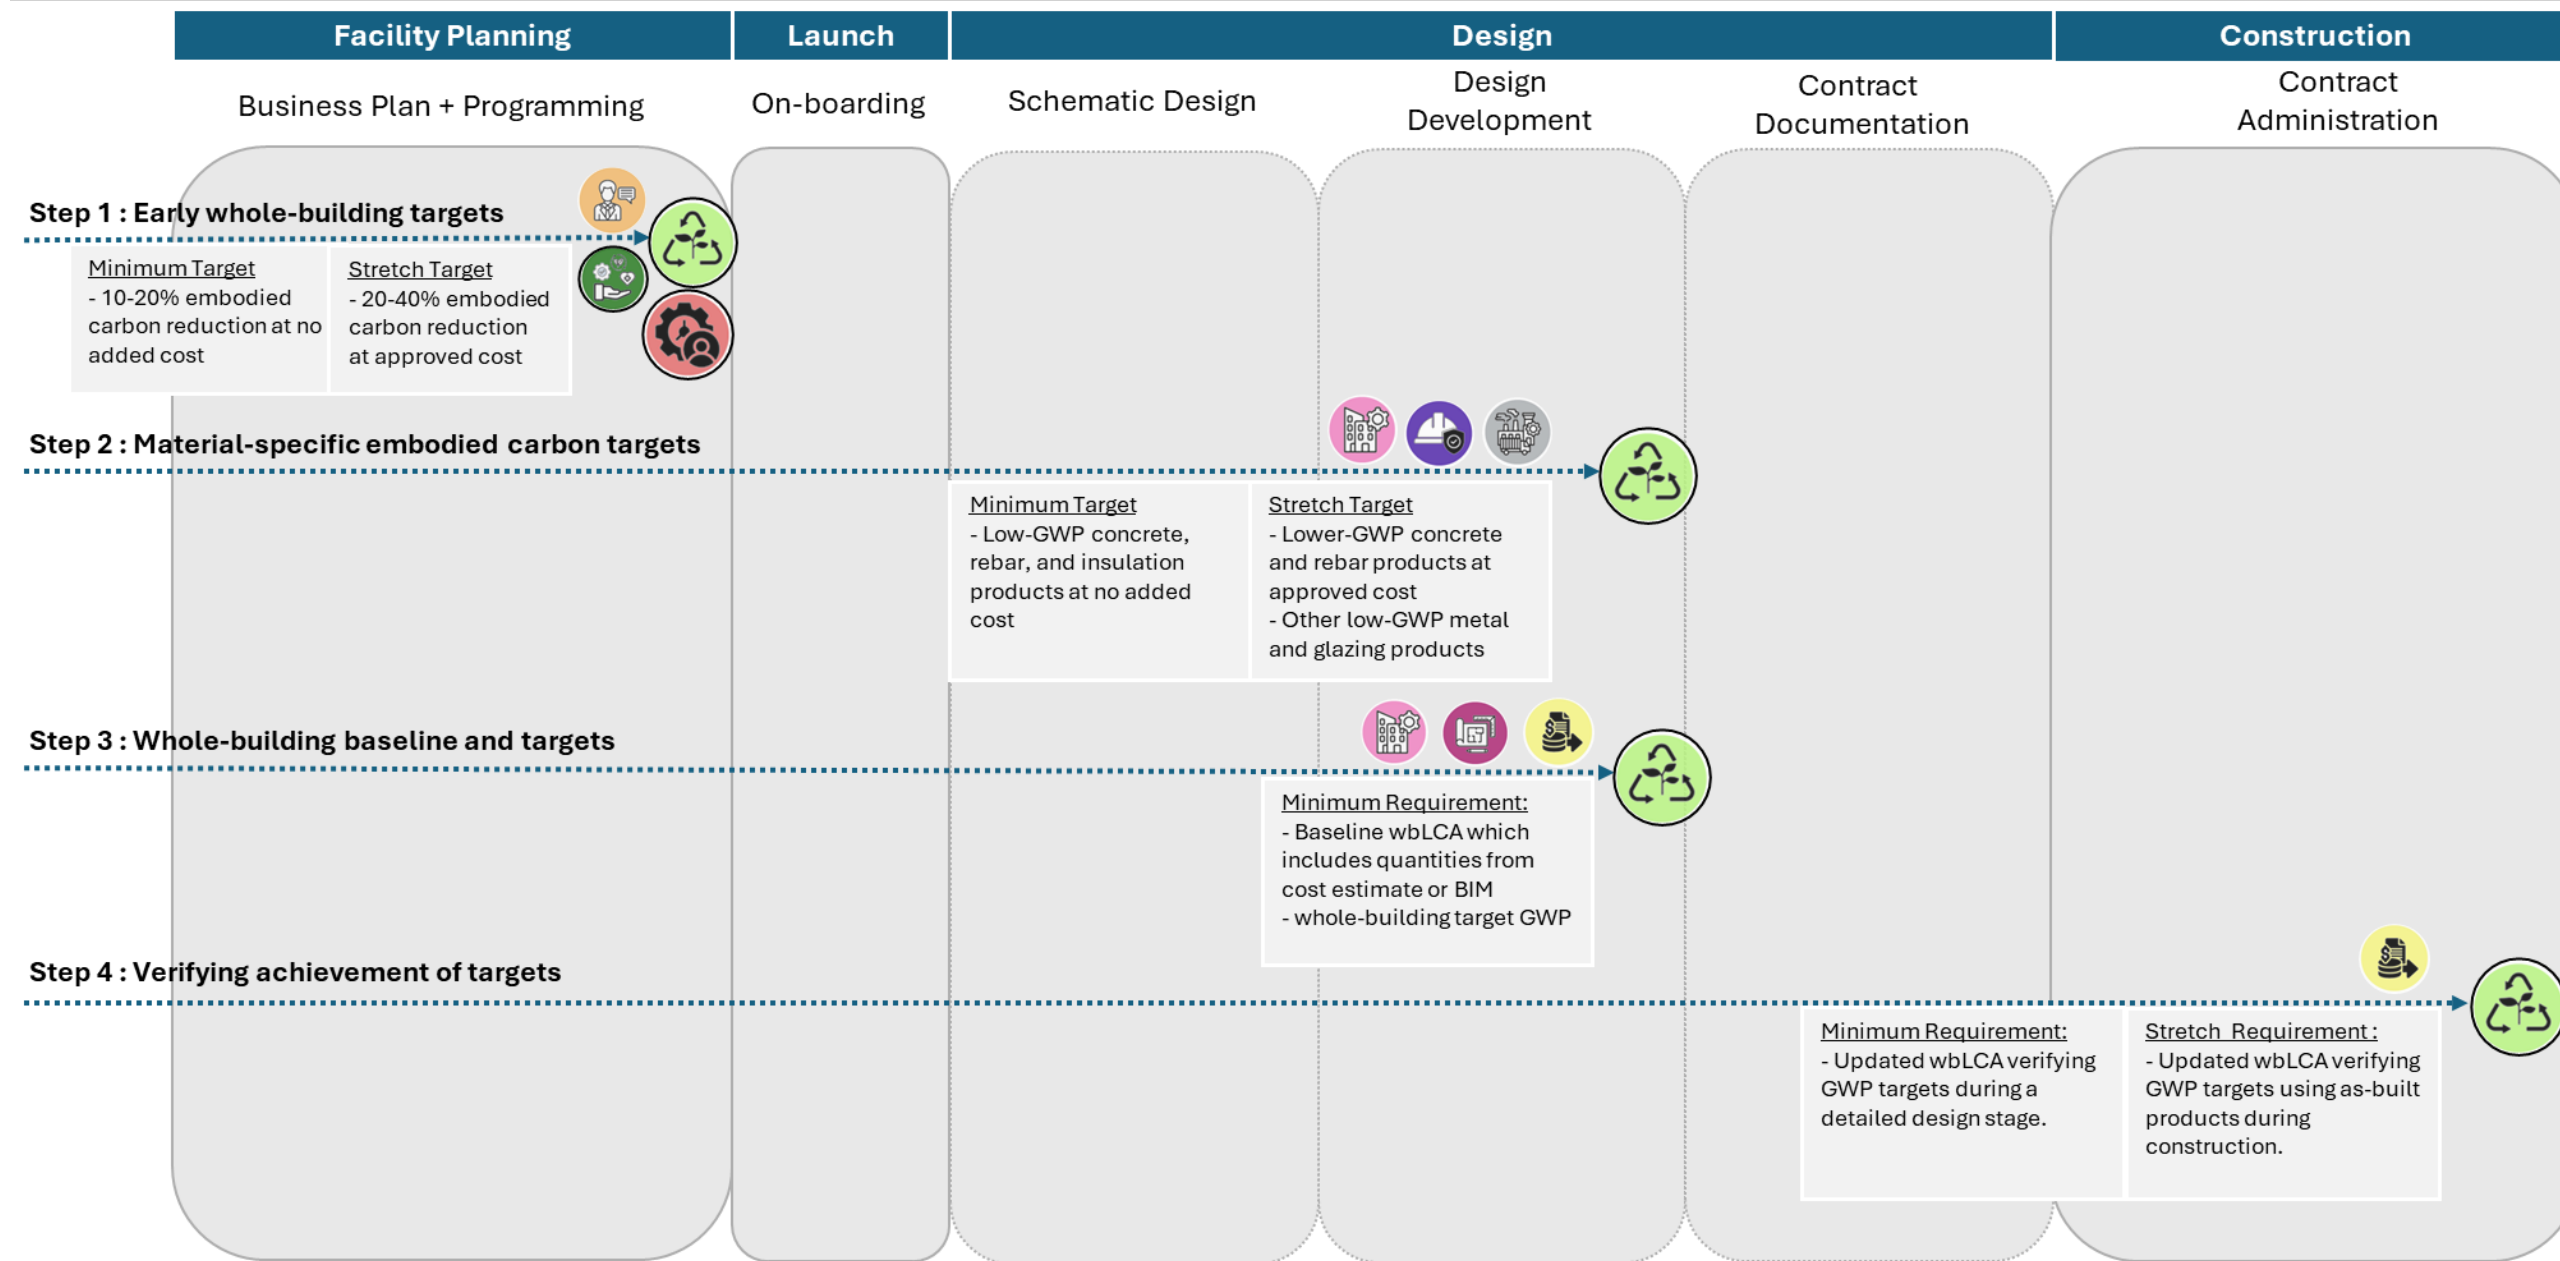 Facility Planning
Launch
Design
Construction
Business Plan + Programming
On-boarding
Schematic Design
Design
Development
Contract
Documentation
Contract
Administration
Step 1 : Early whole-building targets
Minimum Target
- 10-20% embodied
carbon reduction at no
added cost
Stretch Target
- 20-40% embodied
carbon reduction
at approved cost
Step 2 : Material-specific embodied carbon targets
Minimum Target
- Low-GWP concrete,
rebar, and insulation
products at no added
cost
Stretch Target
- Lower-GWP concrete
and rebar products at
approved cost
- Other low-GWP metal
and glazing products
Step 3 : Whole-building baseline and targets
Minimum Requirement:
- Baseline wbLCA which
includes quantities from
cost estimate or BIM
- whole-building target GWP
Step 4 : Verifying achievement of targets
Minimum Requirement:
- Updated wbLCA verifying
GWP targets during a
detailed design stage.
Stretch Requirement :
- Updated wbLCA verifying
GWP targets using as-built
products during
construction.